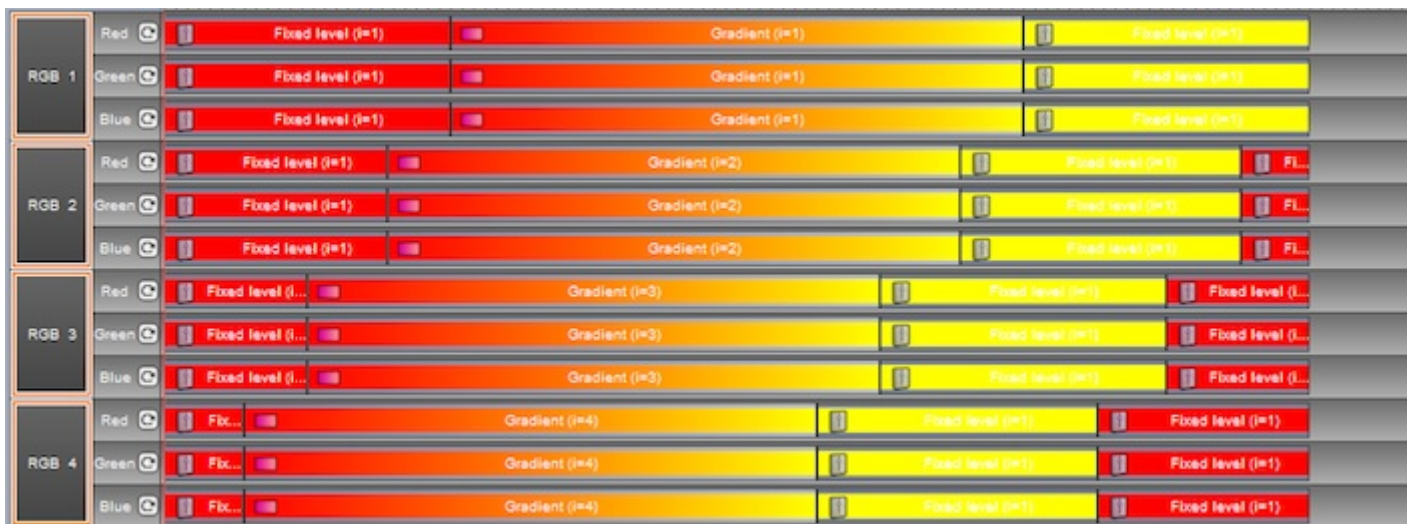 Red Fixed level (i=1) Gradient (i=1) Fixed level (i=1)
RGB 1 Green Fixed level (i=1) Gradient (i=1) Fixed level (i=1)
Blue Fixed level (i=1) Gradient (i=1) Fixed level (i=1)
Red Fixed level (i=1) Gradient (i=2) Fixed level (i=1) Fi...
RGB 2 Green Fixed level (i=1) Gradient (i=2) Fixed level (i=1) Fi...
Blue Fixed level (i=1) Gradient (i=2) Fixed level (i=1) Fi...
Red Fixed level (i... Gradient (i=3) Fixed level (i=1) Fixed level (i...
RGB 3 Green Fixed level (i... Gradient (i=3) Fixed level (i=1) Fixed level (i...
Blue Fixed level (i... Gradient (i=3) Fixed level (i=1) Fixed level (i...
Red Fix... Gradient (i=4) Fixed level (i=1) Fixed level (i=1)
RGB 4 Green Fix... Gradient (i=4) Fixed level (i=1) Fixed level (i=1)
Blue Fix... Gradient (i=4) Fixed level (i=1) Fixed level (i=1)